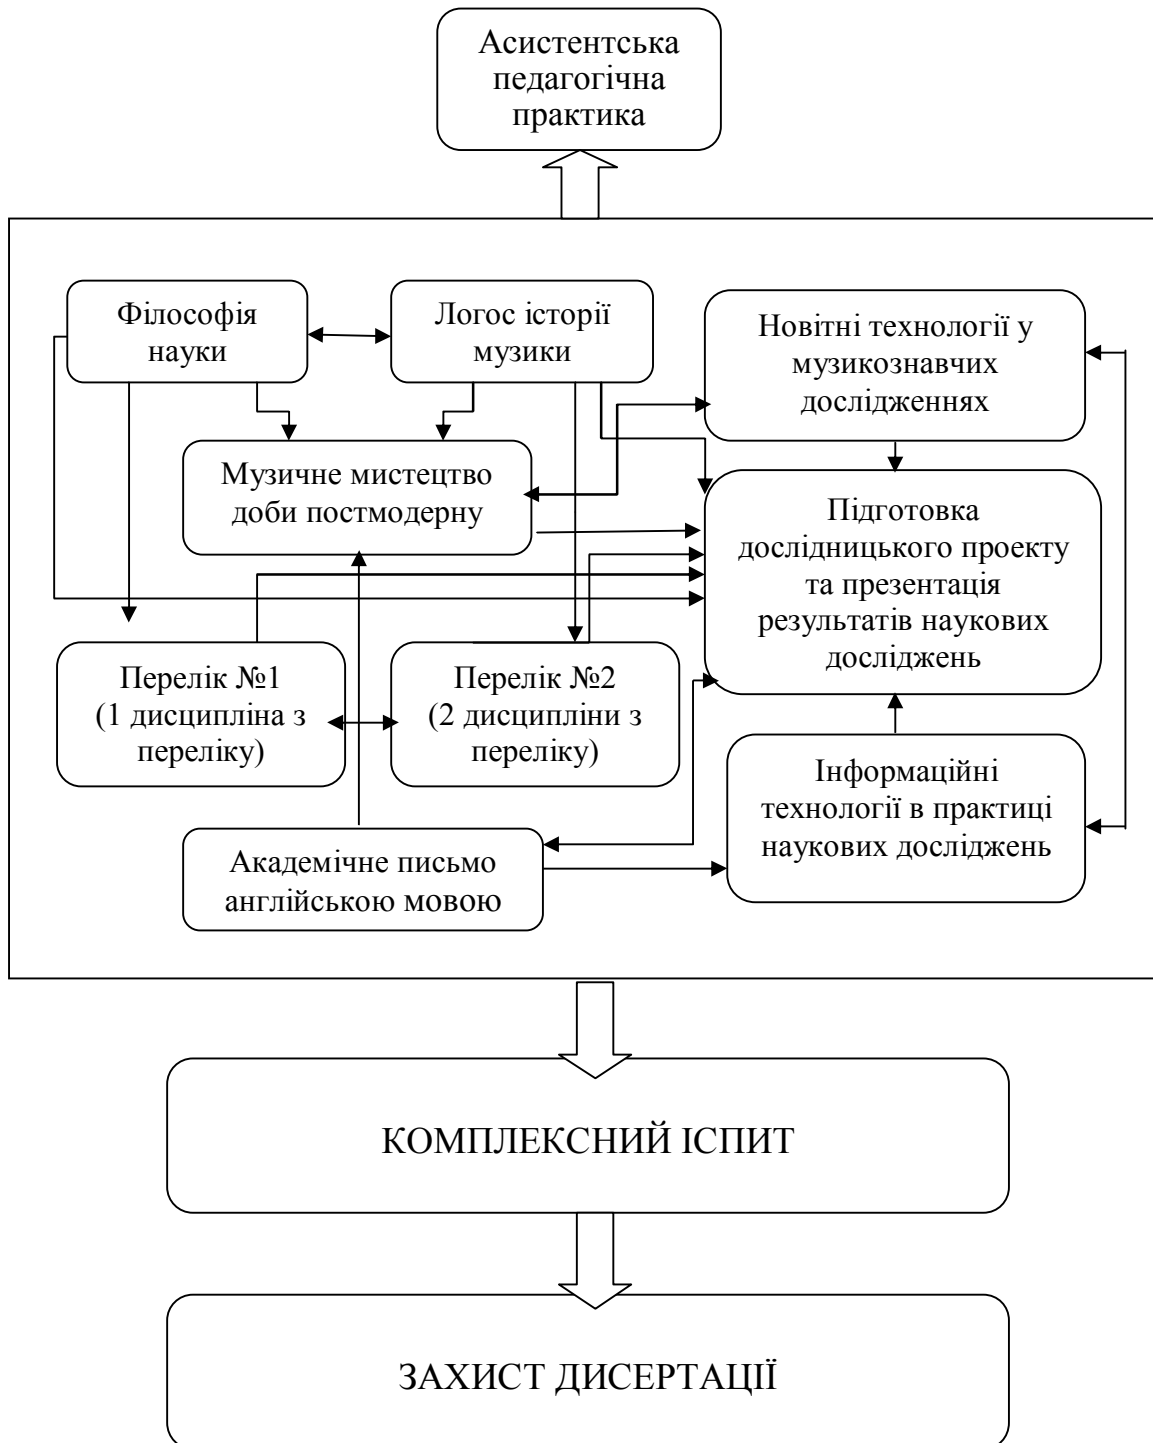 Асистентська
педагогічна
практика
Філософія
науки
Логос історії
музики
Новітні технології у
музикознавчих
дослідженнях
Музичне мистецтво
доби постмодерну
Підготовка
дослідницького проекту
та презентація
результатів наукових
досліджень
Перелік №1
(1 дисципліна з
переліку)
Перелік №2
(2 дисципліни з
переліку)
Інформаційні
технології в практиці
наукових досліджень
Академічне письмо
англійською мовою
КОМПЛЕКСНИЙ ІСПИТ
ЗАХИСТ ДИСЕРТАЦІЇ